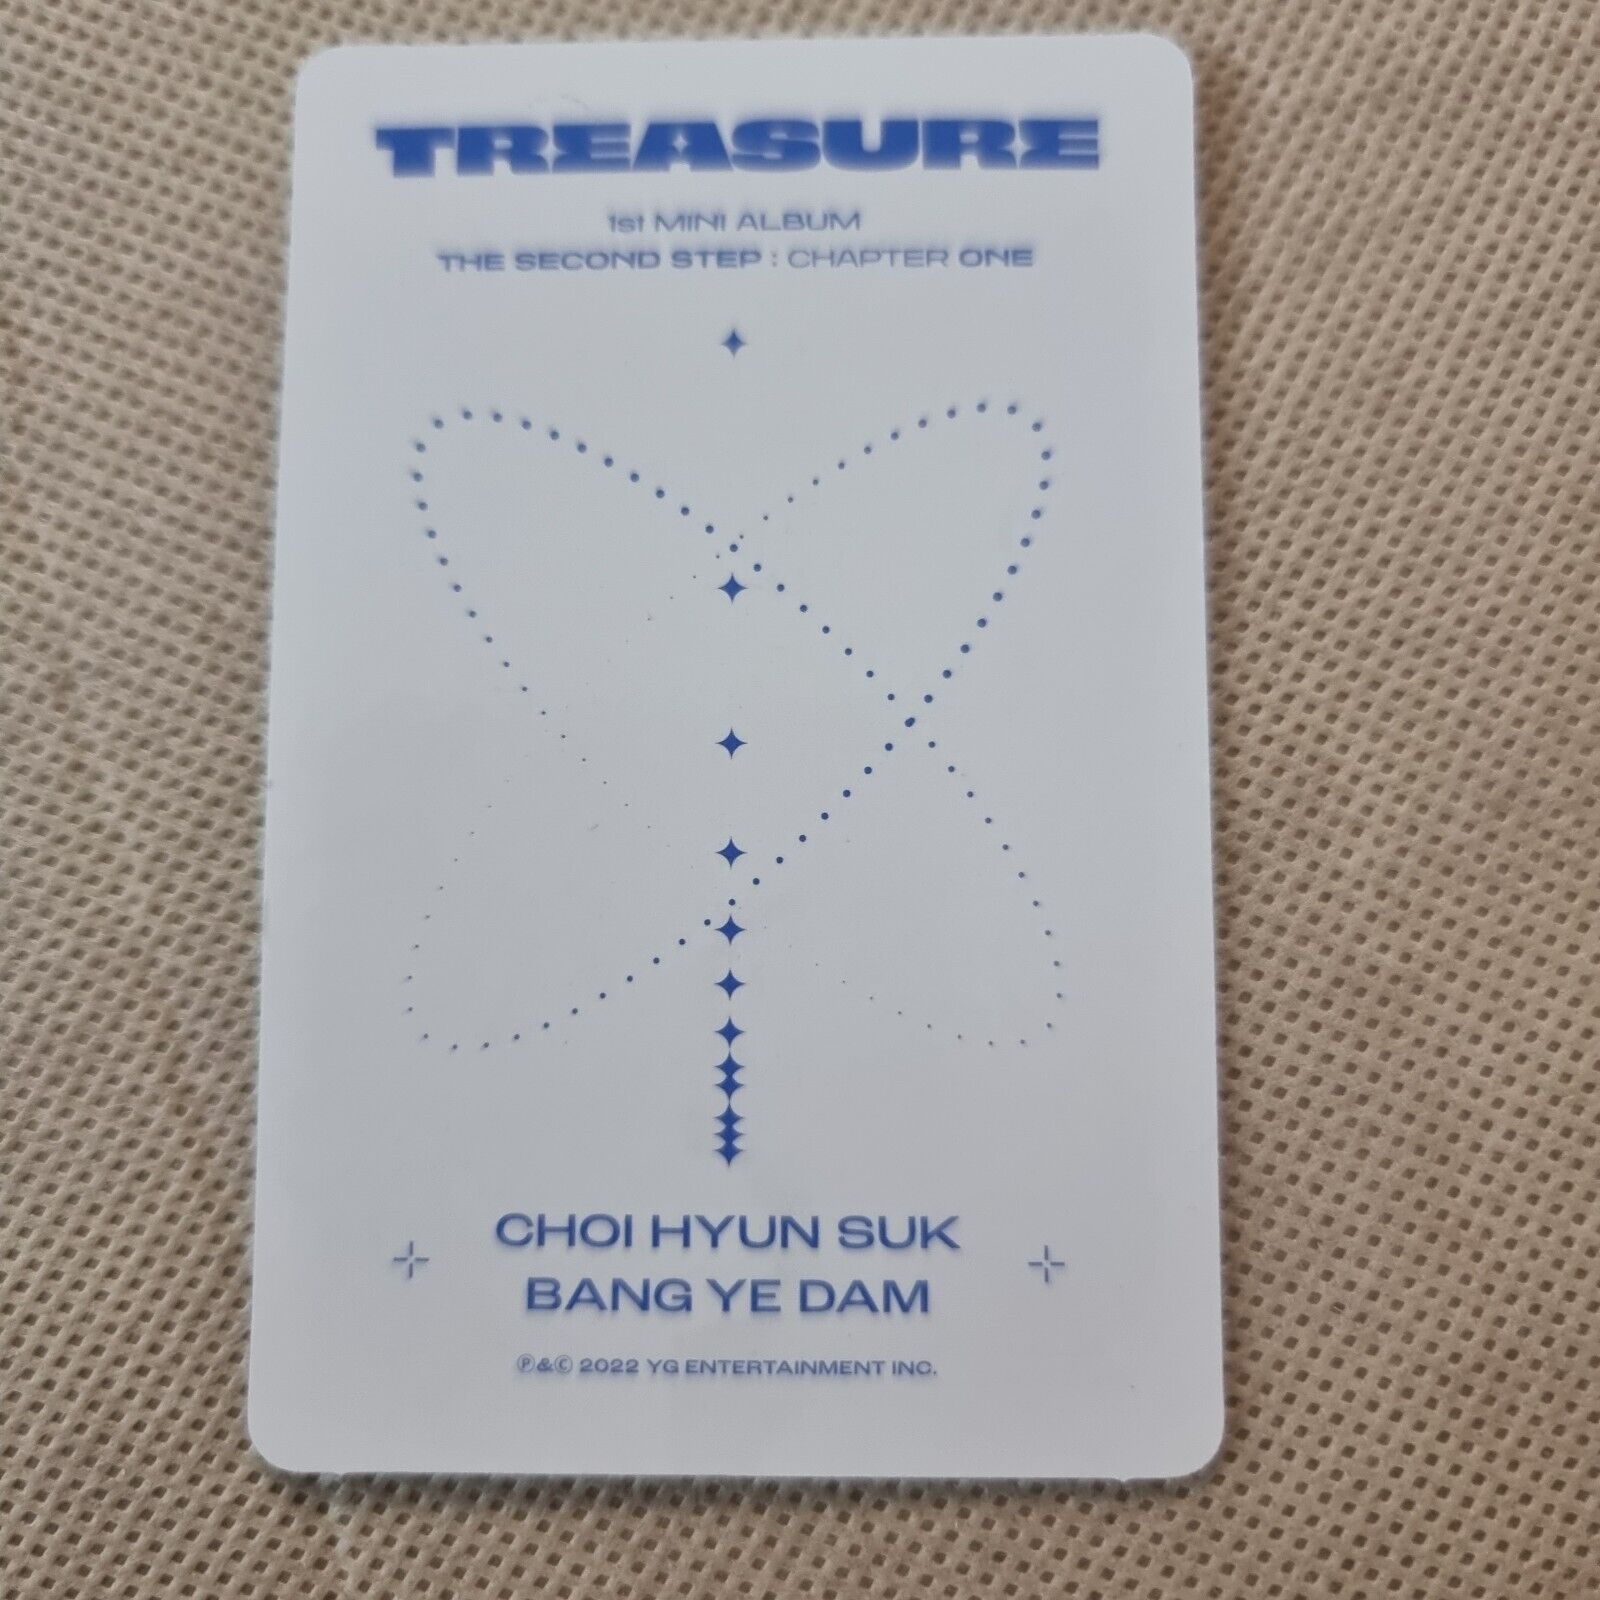 TREASURE
1st MINI ALBUM
THE SECOND STEP : CHAPTER ONE
CHOI HYUN SUK
BANG YE DAM
Ⓟ&Ⓒ 2022 YG ENTERTAINMENT INC.